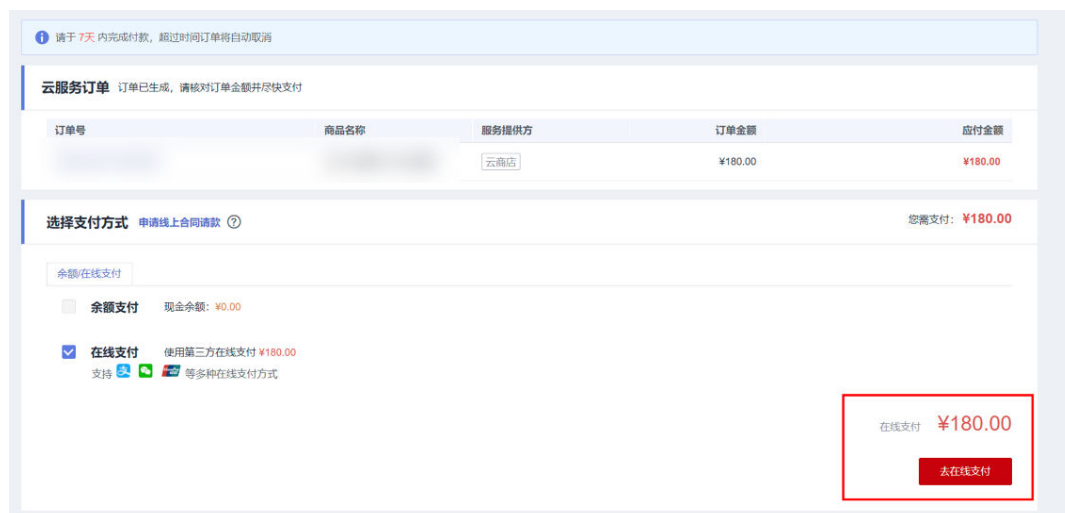 请于 7天 内完成付款，超过时间订单将自动取消
云服务订单 订单已生成，请核对订单金额并尽快支付
订单号 商品名称 服务提供方 订单金额 应付金额
云商店 ¥180.00 ¥180.00
选择支付方式 申请线上合同请款 ? 您需支付：¥180.00
余额/在线支付
余额支付 现金余额：¥0.00
在线支付 使用第三方在线支付 ¥180.00
支持 支 等多种在线支付方式
在线支付 ¥180.00
去在线支付